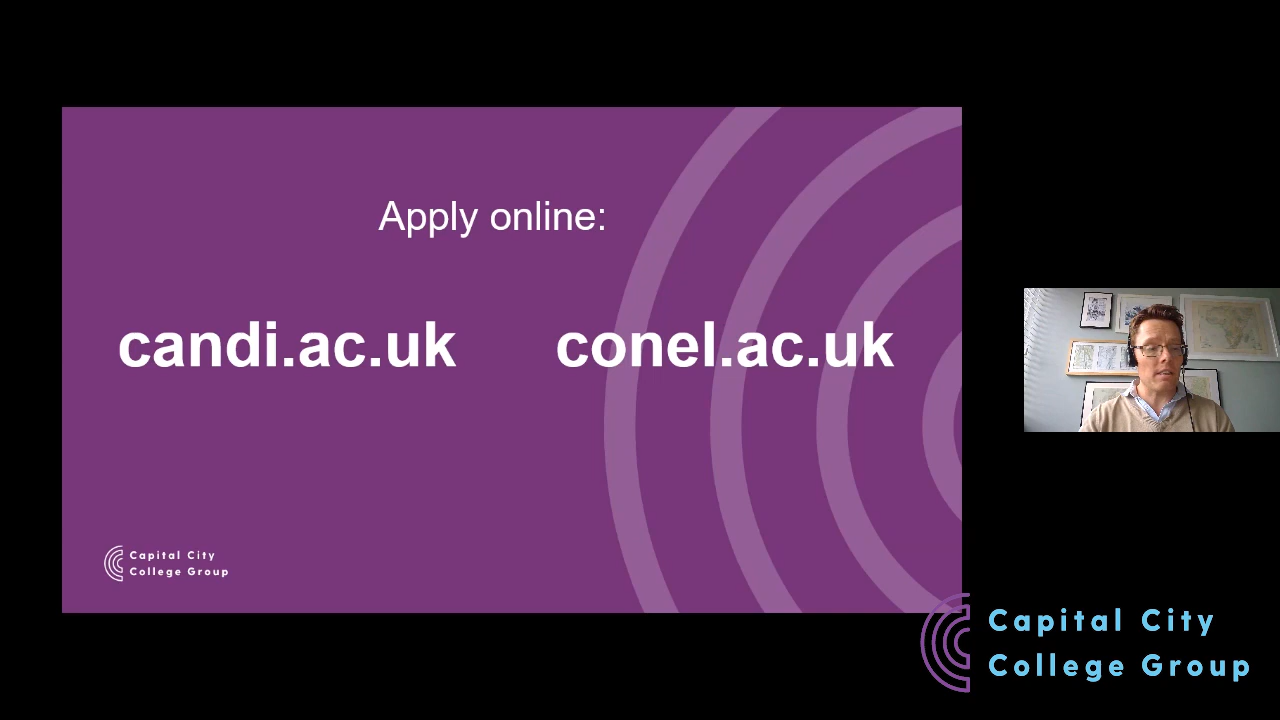 Apply online:
candi.ac.uk
conel.ac.uk
Capital City
College Group
Capital City
College Group